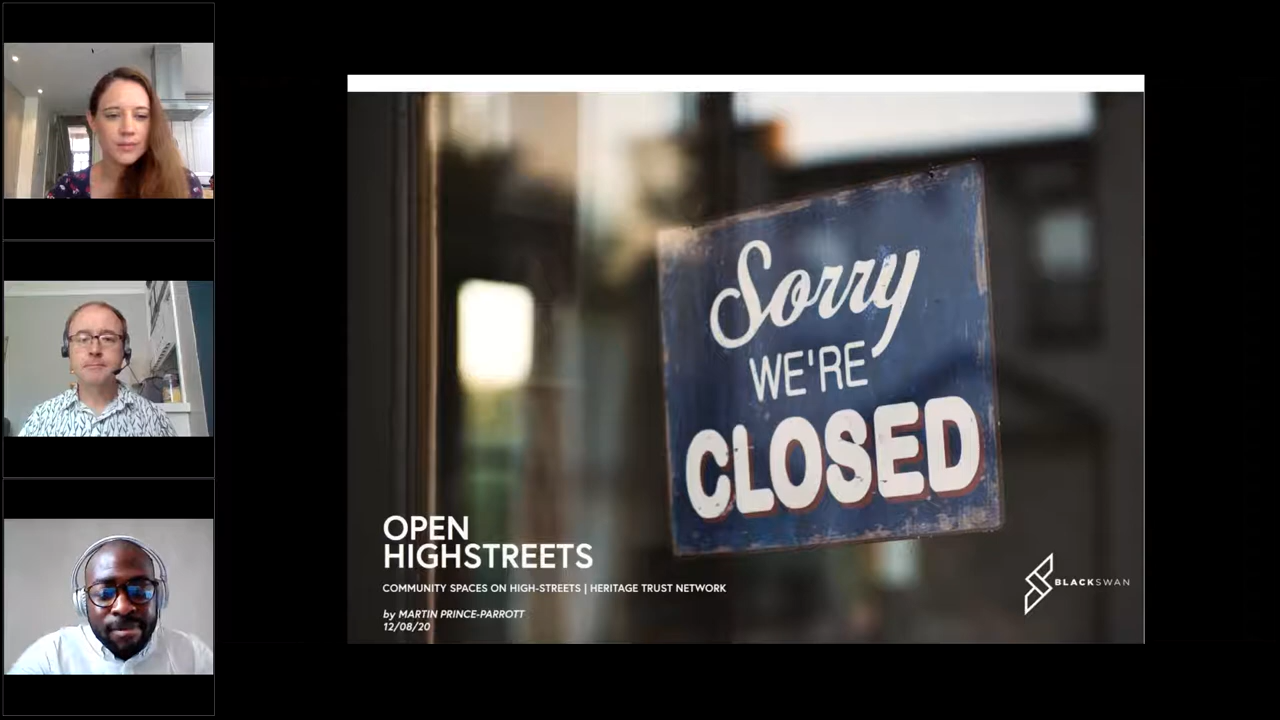 Sorry
WE'RE
CLOSED
OPEN
HIGHSTREETS
COMMUNITY SPACES ON HIGH-STREETS | HERITAGE TRUST NETWORK
by MARTIN PRINCE-PARROTT
12/08/20
BLACKSWAN